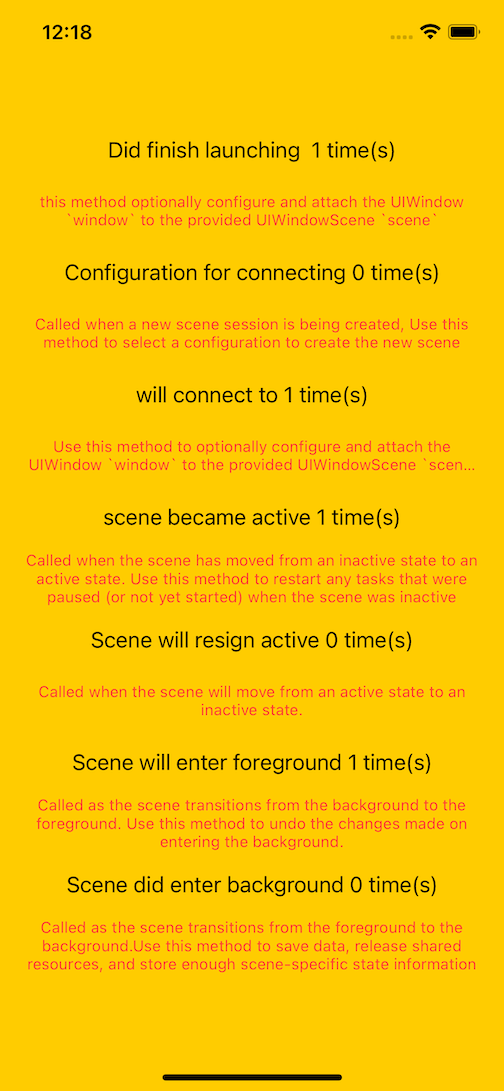 12:18
Did finish launching  1 time(s)
this method optionally configure and attach the UIWindow
`window` to the provided UIWindowScene `scene`
Configuration for connecting 0 time(s)
Called when a new scene session is being created, Use this
method to select a configuration to create the new scene
will connect to 1 time(s)
Use this method to optionally configure and attach the
UIWindow `window` to the provided UIWindowScene `scen...
scene became active 1 time(s)
Called when the scene has moved from an inactive state to an
active state. Use this method to restart any tasks that were
paused (or not yet started) when the scene was inactive
Scene will resign active 0 time(s)
Called when the scene will move from an active state to an
inactive state.
Scene will enter foreground 1 time(s)
Called as the scene transitions from the background to the
foreground. Use this method to undo the changes made on
entering the background.
Scene did enter background 0 time(s)
Called as the scene transitions from the foreground to the
background.Use this method to save data, release shared
resources, and store enough scene-specific state information